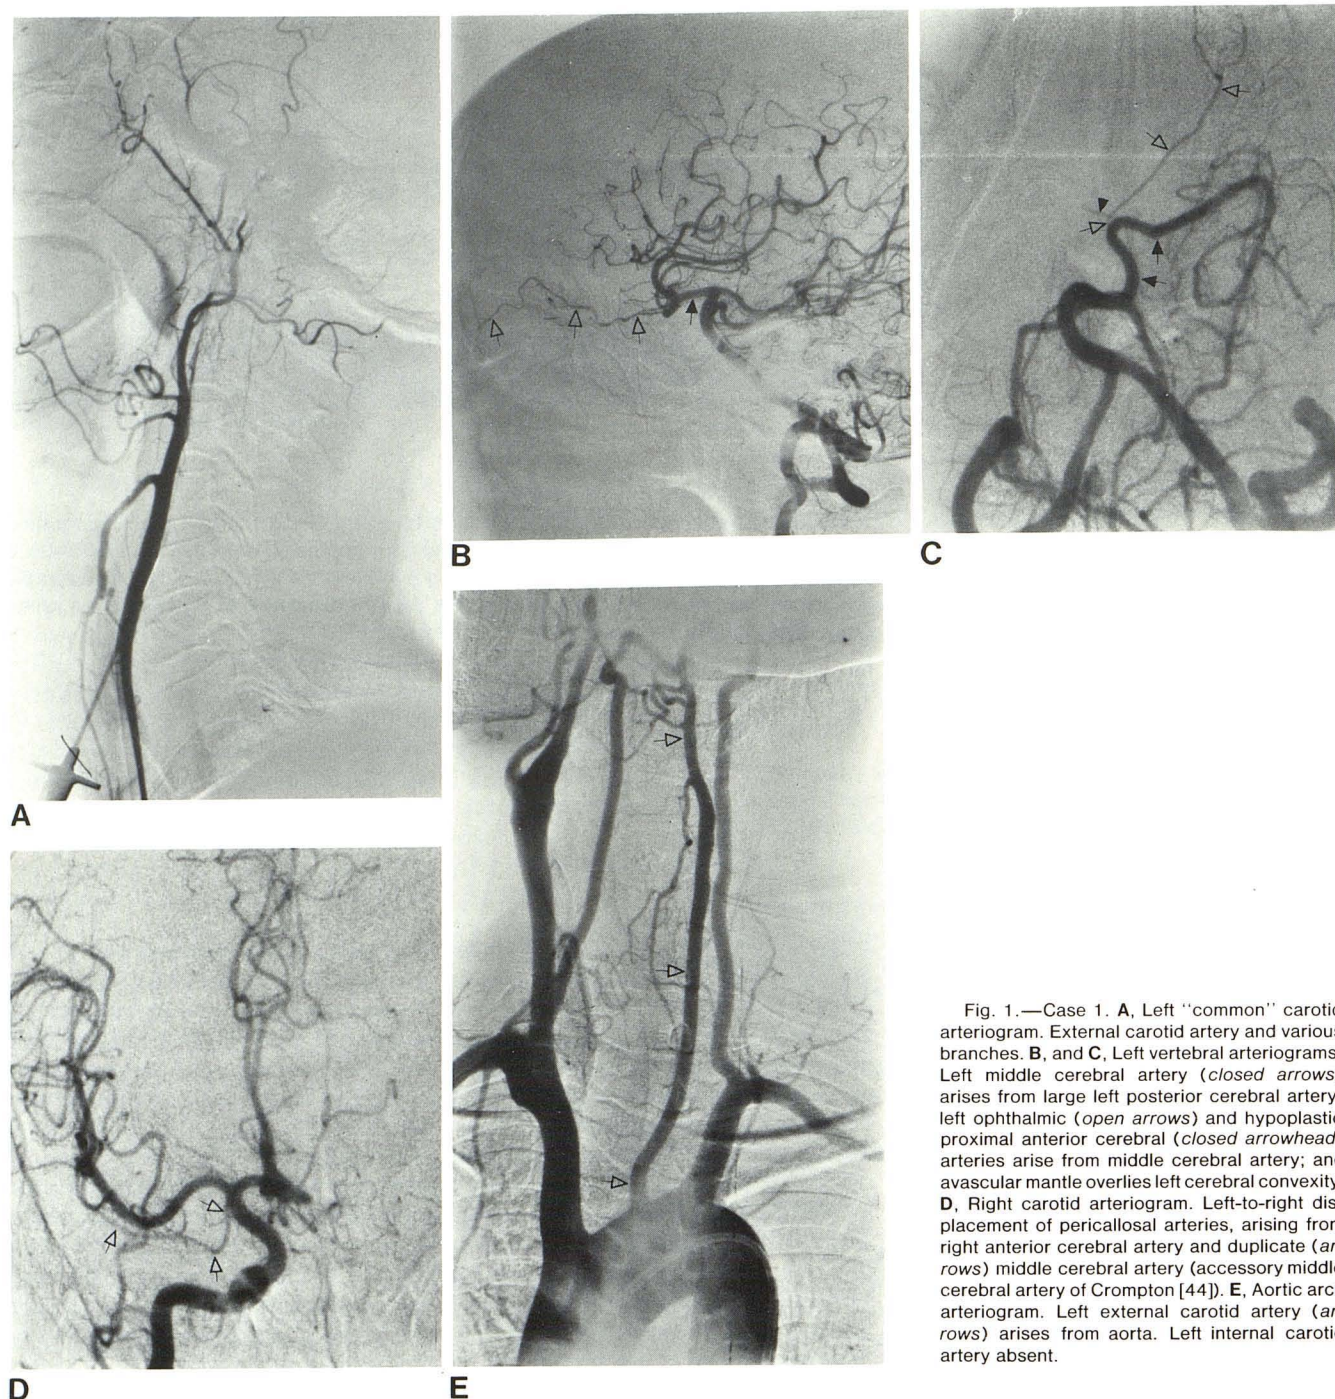 A
B
C
D
E
Fig. 1.—Case 1. A, Left "common" carotid
arteriogram. External carotid artery and various
branches. B, and C, Left vertebral arteriograms.
Left middle cerebral artery (closed arrows)
arises from large left posterior cerebral artery;
left ophthalmic (open arrows) and hypoplastic
proximal anterior cerebral (closed arrowhead)
arteries arise from middle cerebral artery; and
avascular mantle overlies left cerebral convexity.
D, Right carotid arteriogram. Left-to-right dis-
placement of pericallosal arteries, arising from
right anterior cerebral artery and duplicate (ar-
rows) middle cerebral artery (accessory middle
cerebral artery of Crompton [44]). E, Aortic arch
arteriogram. Left external carotid artery (ar-
rows) arises from aorta. Left internal carotid
artery absent.